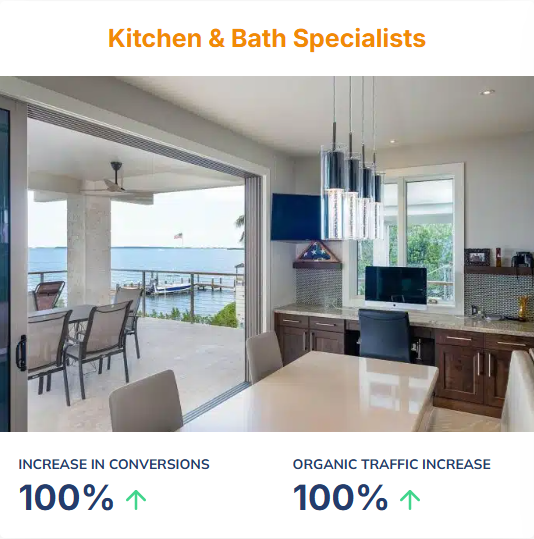 Kitchen & Bath Specialists
INCREASE IN CONVERSIONS
100% ↑
ORGANIC TRAFFIC INCREASE
100% ↑